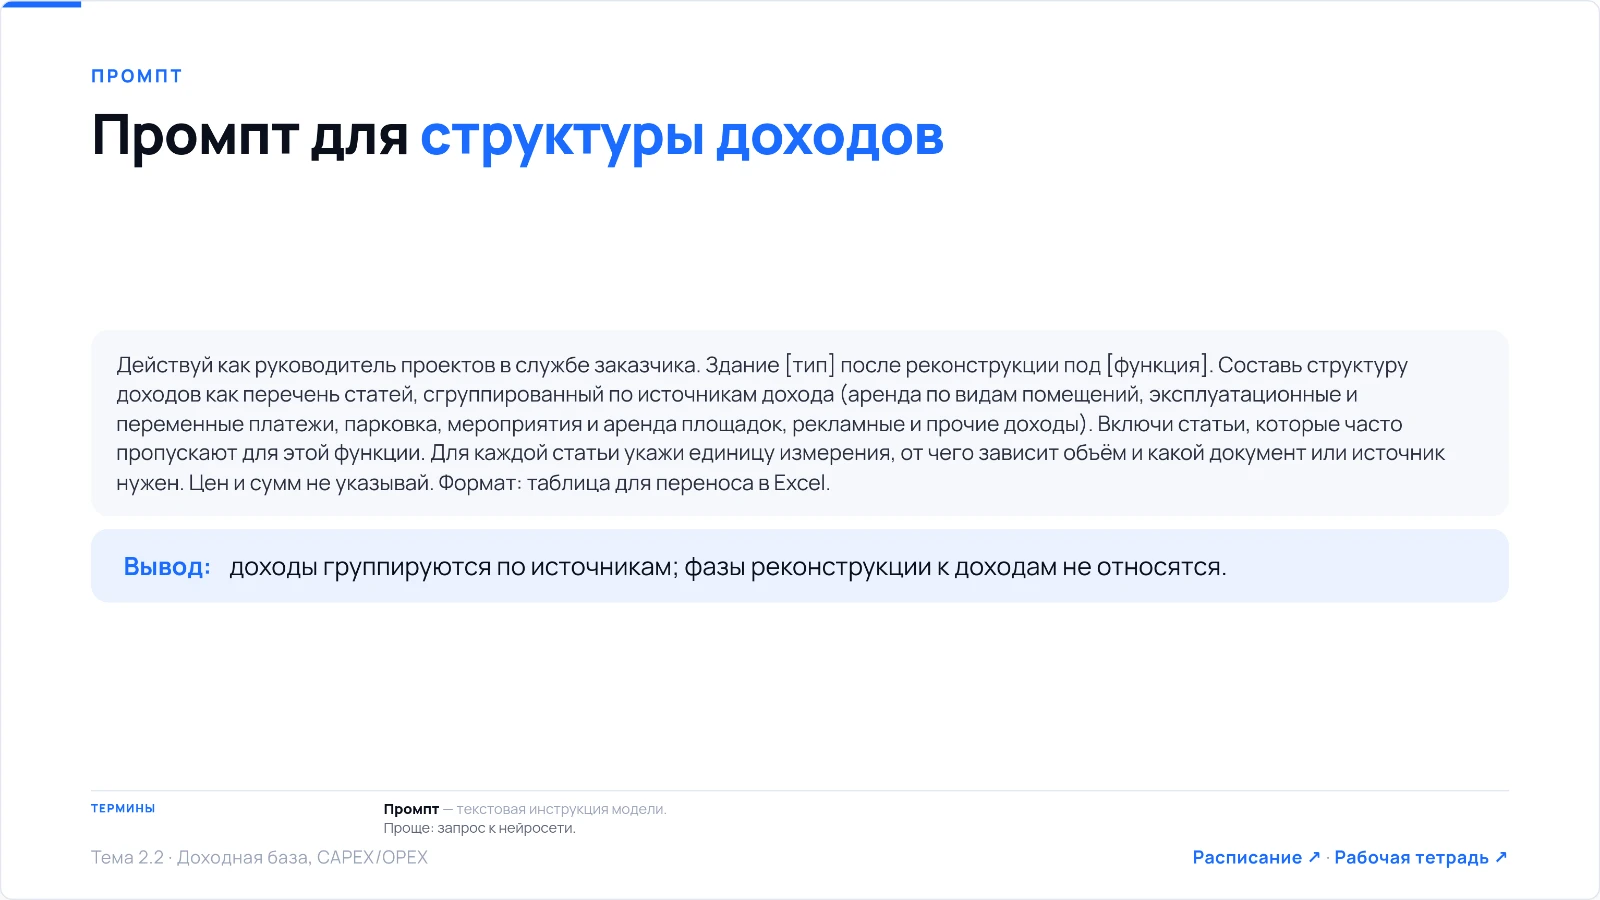 ПРОМПТ
Промпт для структуры доходов
Действуй как руководитель проектов в службе заказчика. Здание [тип] после реконструкции под [функция]. Составь структуру
доходов как перечень статей, сгруппированный по источникам дохода (аренда по видам помещений, эксплуатационные и
переменные платежи, парковка, мероприятия и аренда площадок, рекламные и прочие доходы). Включи статьи, которые часто
пропускают для этой функции. Для каждой статьи укажи единицу измерения, от чего зависит объём и какой документ или источник
нужен. Цен и сумм не указывай. Формат: таблица для переноса в Excel.
Вывод: доходы группируются по источникам; фазы реконструкции к доходам не относятся.
ТЕРМИНЫ
Промпт — текстовая инструкция модели.
Проще: запрос к нейросети.
Тема 2.2 · Доходная база, CAPEX/OPEX
Расписание ↗ · Рабочая тетрадь ↗